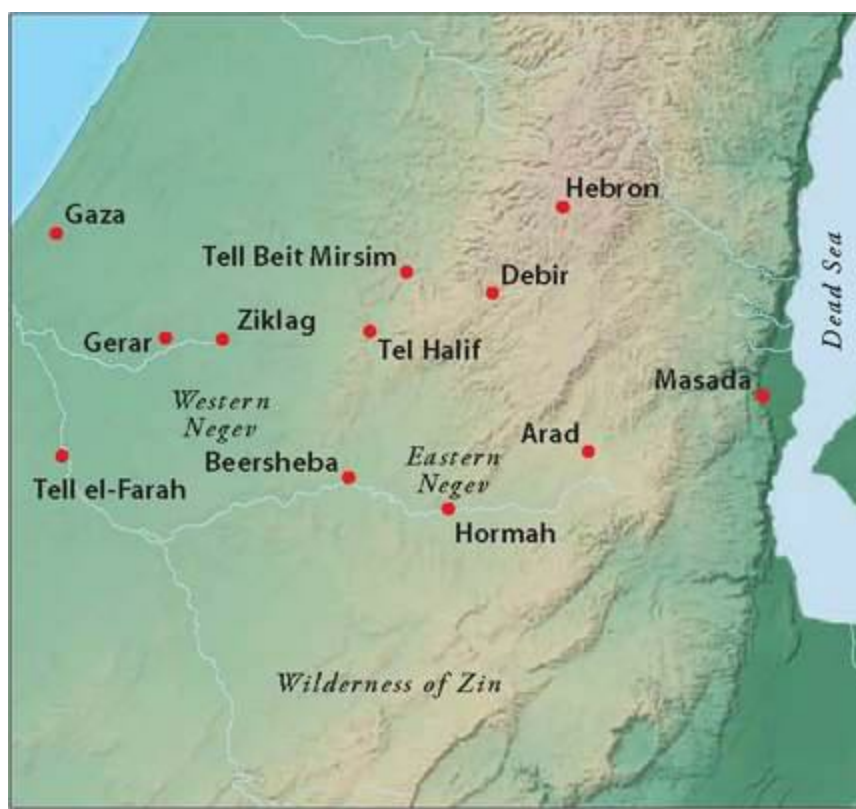 Hebron
Gaza
Tell Beit Mirsim
Debir
Dead Sea
Gerar
Ziklag
Tel Halif
Masada
Western
Negev
Arad
Beersheba
Eastern
Negev
Tell el-Farah
Hormah
Wilderness of Zin